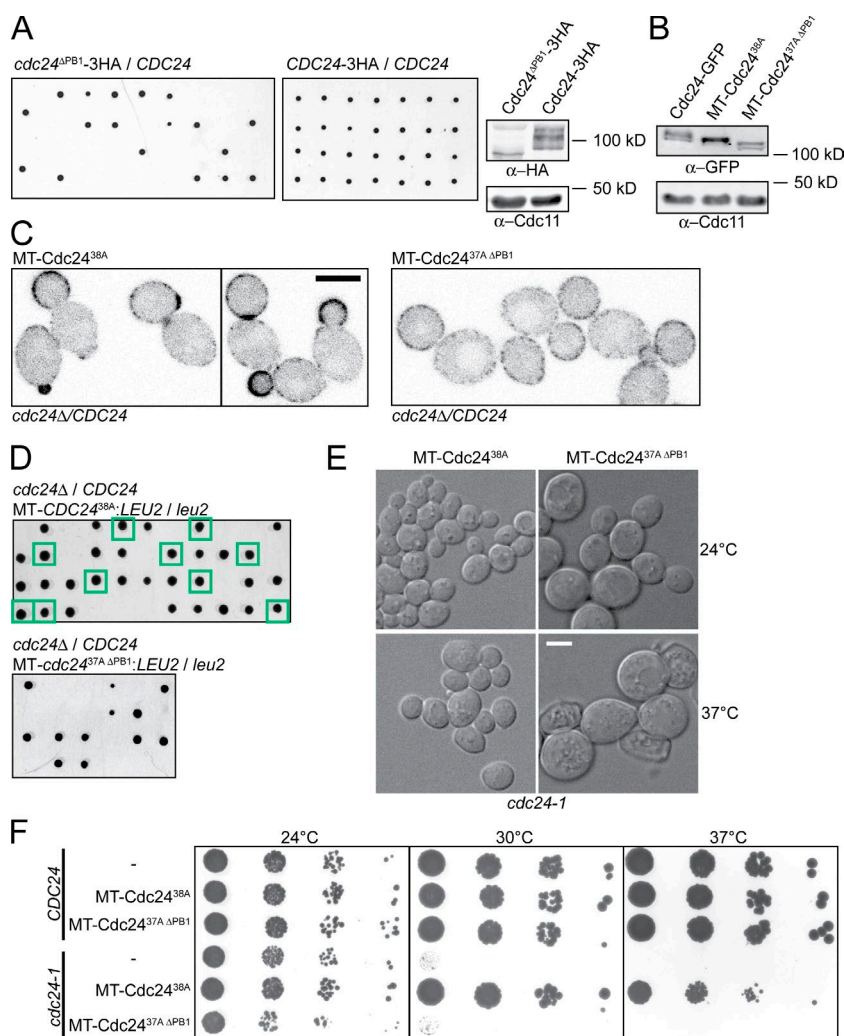 A
cdc24ΔPB1-3HA / CDC24
CDC24-3HA / CDC24
Cdc24ΔPB1-3HA
Cdc24-3HA
100 kD
α–HA
50 kD
α–Cdc11
B
Cdc24-GFP
MT-Cdc2438A
MT-Cdc2437A ΔPB1
100 kD
α–GFP
50 kD
α–Cdc11
C
MT-Cdc2438A
MT-Cdc2437A ΔPB1
cdc24Δ/CDC24
cdc24Δ/CDC24
D
cdc24Δ / CDC24
MT-CDC2438A:LEU2 / leu2
cdc24Δ / CDC24
MT-cdc2437A ΔPB1:LEU2 / leu2
E
MT-Cdc2438A
MT-Cdc2437A ΔPB1
24°C
37°C
cdc24-1
F
24°C
30°C
37°C
CDC24
-
MT-Cdc2438A
MT-Cdc2437A ΔPB1
cdc24-1
-
MT-Cdc2438A
MT-Cdc2437A ΔPB1